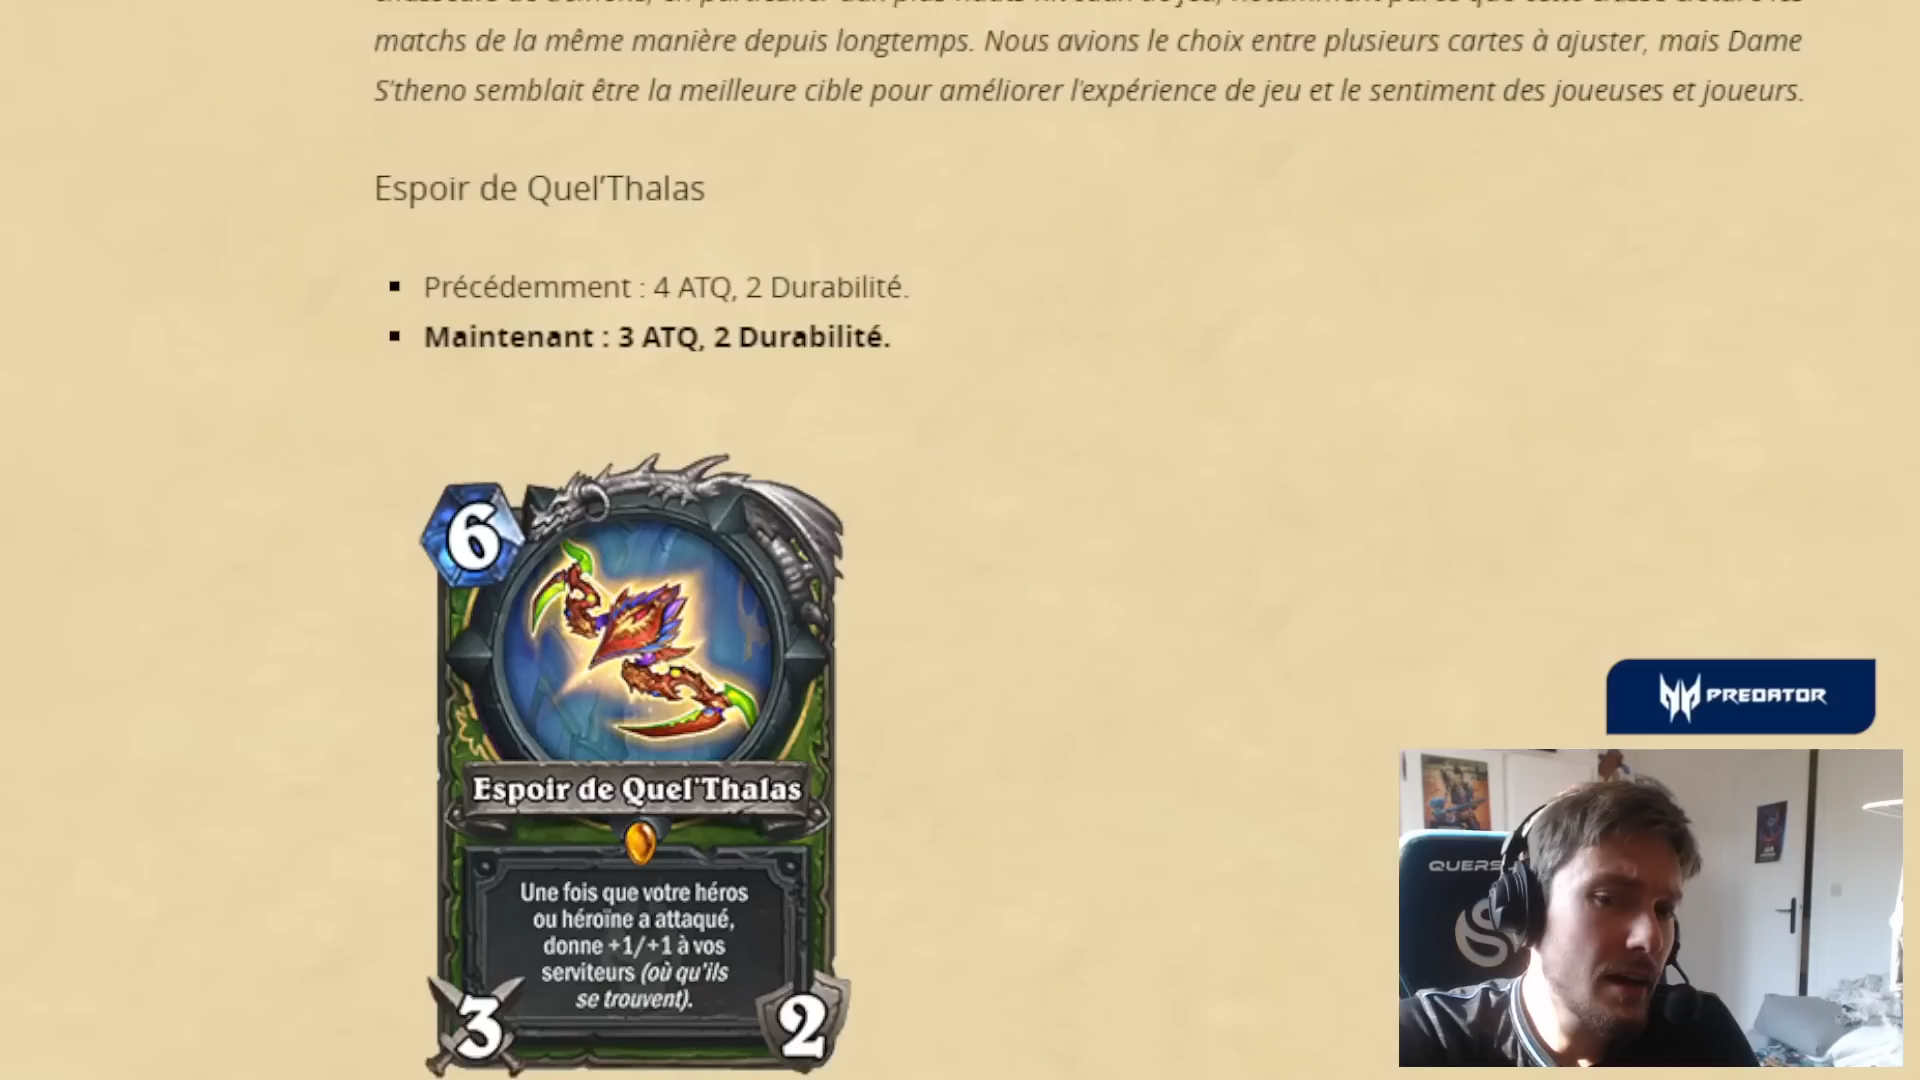 matchs de la même manière depuis longtemps. Nous avions le choix entre plusieurs cartes à ajuster, mais Dame
S'theno semblait être la meilleure cible pour améliorer l'expérience de jeu et le sentiment des joueuses et joueurs.
Espoir de Quel'Thalas
▪ Précédemment : 4 ATQ, 2 Durabilité.
▪ Maintenant : 3 ATQ, 2 Durabilité.
6
Espoir de Quel'Thalas
Une fois que votre héros
ou héroïne a attaqué,
donne +1/+1 à vos
serviteurs (où qu'ils
se trouvent).
3
2
PREDATOR
QUERS